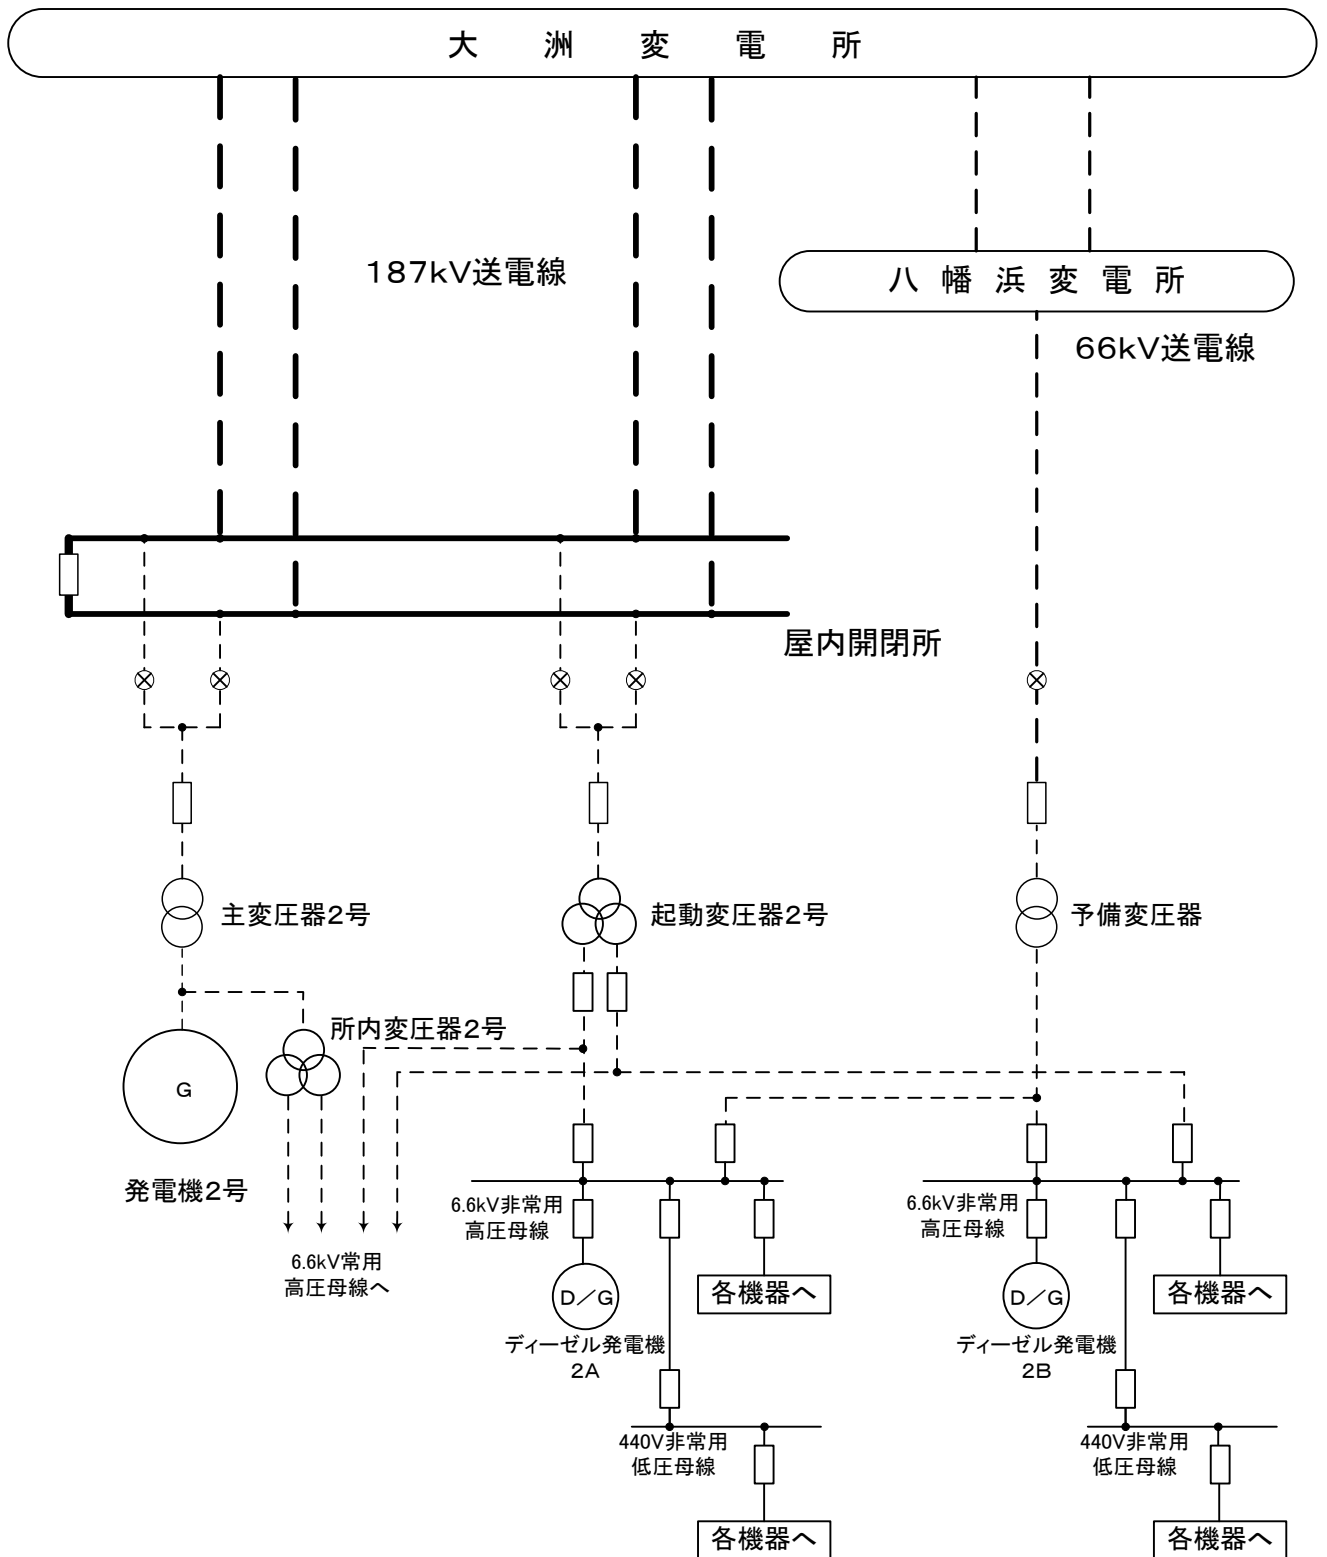 大洲変電所
187kV送電線
八幡浜変電所
66kV送電線
屋内開閉所
主変圧器2号
起動変圧器2号
予備変圧器
所内変圧器2号
G
発電機2号
6.6kV常用
高圧母線へ
6.6kV非常用
高圧母線
D/G
ディーゼル発電機
2A
各機器へ
440V非常用
低圧母線
各機器へ
6.6kV非常用
高圧母線
D/G
ディーゼル発電機
2B
各機器へ
440V非常用
低圧母線
各機器へ